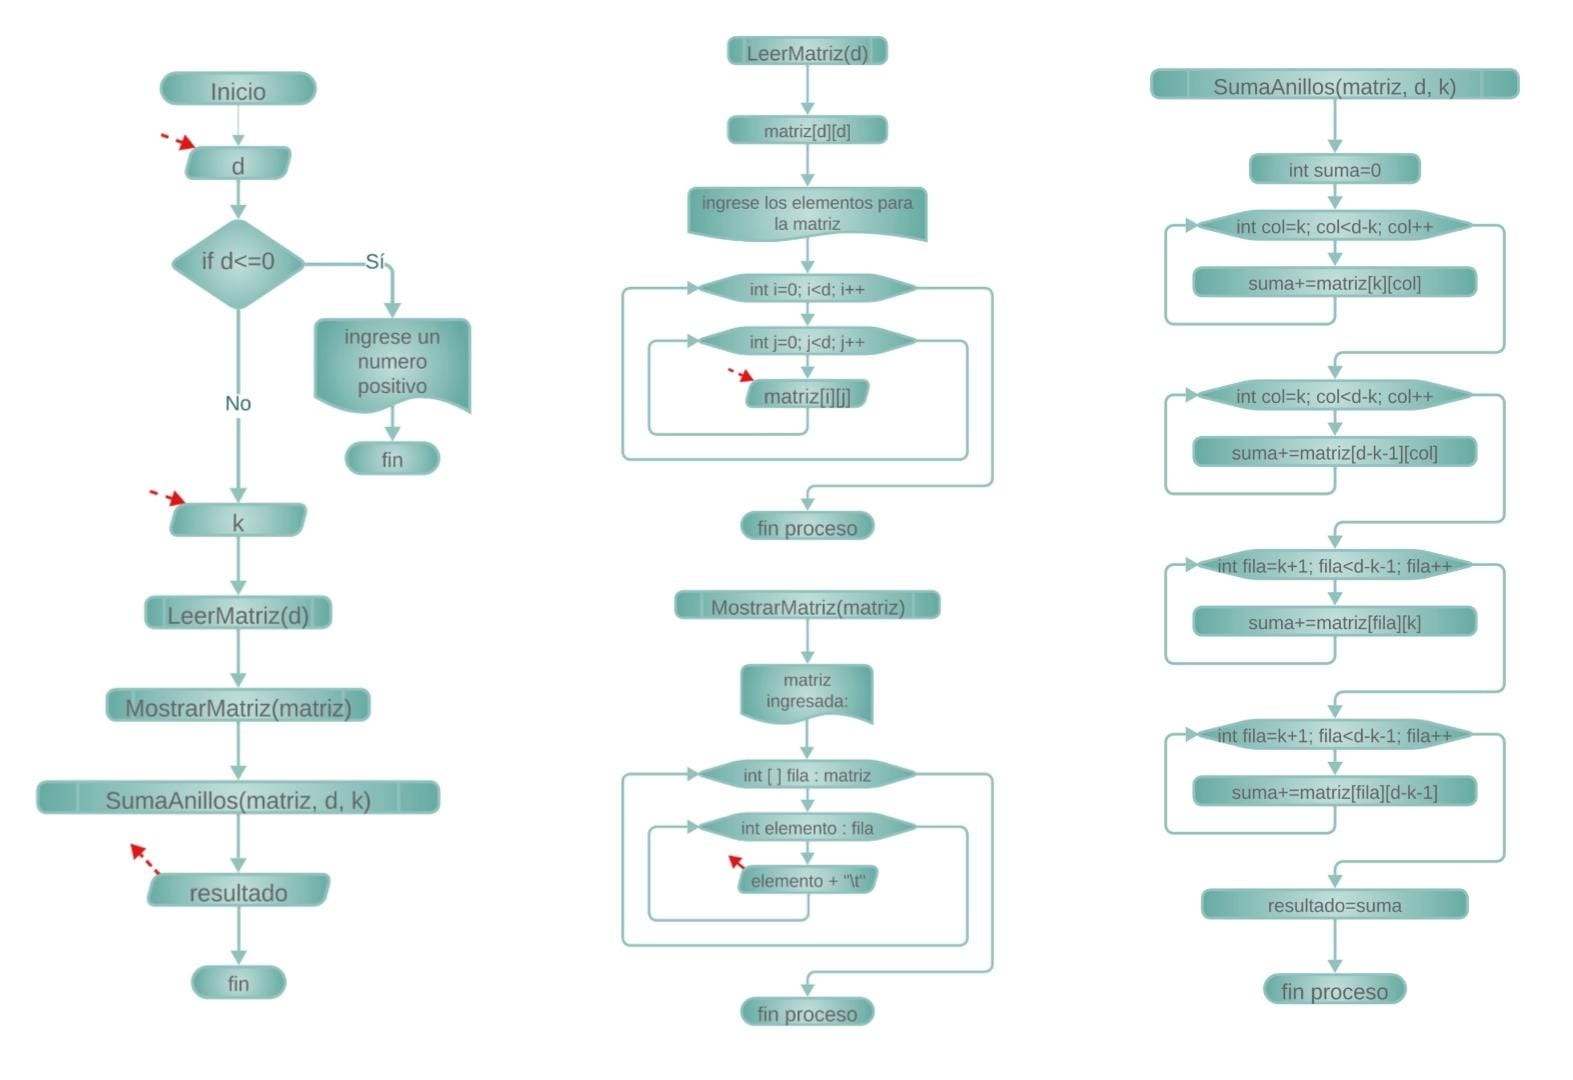 Inicio
d
if d<=0
Sí
ingrese un
numero
positivo
fin
No
k
LeerMatriz(d)
MostrarMatriz(matriz)
SumaAnillos(matriz, d, k)
resultado
fin
LeerMatriz(d)
matriz[d][d]
ingrese los elementos para
la matriz
int i=0; i<d; i++
int j=0; j<d; j++
matriz[i][j]
fin proceso
MostrarMatriz(matriz)
matriz
ingresada:
int [ ] fila : matriz
int elemento : fila
elemento + "\t"
fin proceso
SumaAnillos(matriz, d, k)
int suma=0
int col=k; col<d-k; col++
suma+=matriz[k][col]
int col=k; col<d-k; col++
suma+=matriz[d-k-1][col]
int fila=k+1; fila<d-k-1; fila++
suma+=matriz[fila][k]
int fila=k+1; fila<d-k-1; fila++
suma+=matriz[fila][d-k-1]
resultado=suma
fin proceso